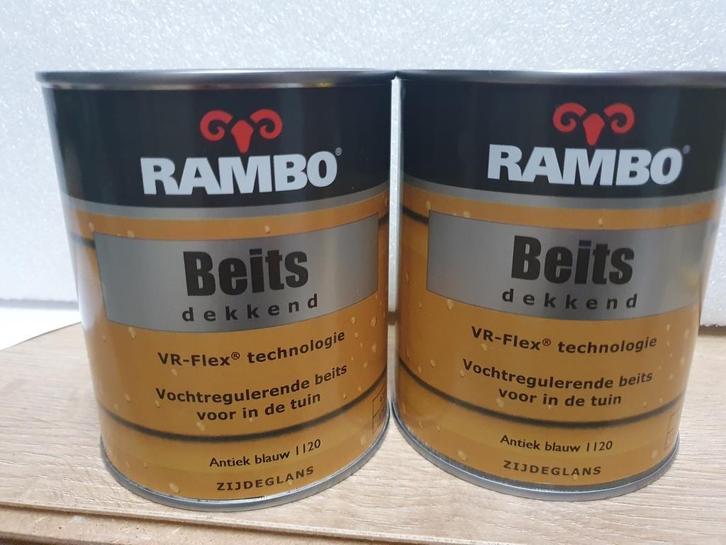 RAMBO®
Beits
dekkend
VR-Flex® technologie
Vochtregulerende beits
voor in de tuin
Antiek blauw 1120
ZIJDEGLANS
RAMBO®
Beits
dekkend
VR-Flex® technologie
Vochtregulerende beits
voor in de tuin
Antiek blauw 1120
ZIJDEGLANS